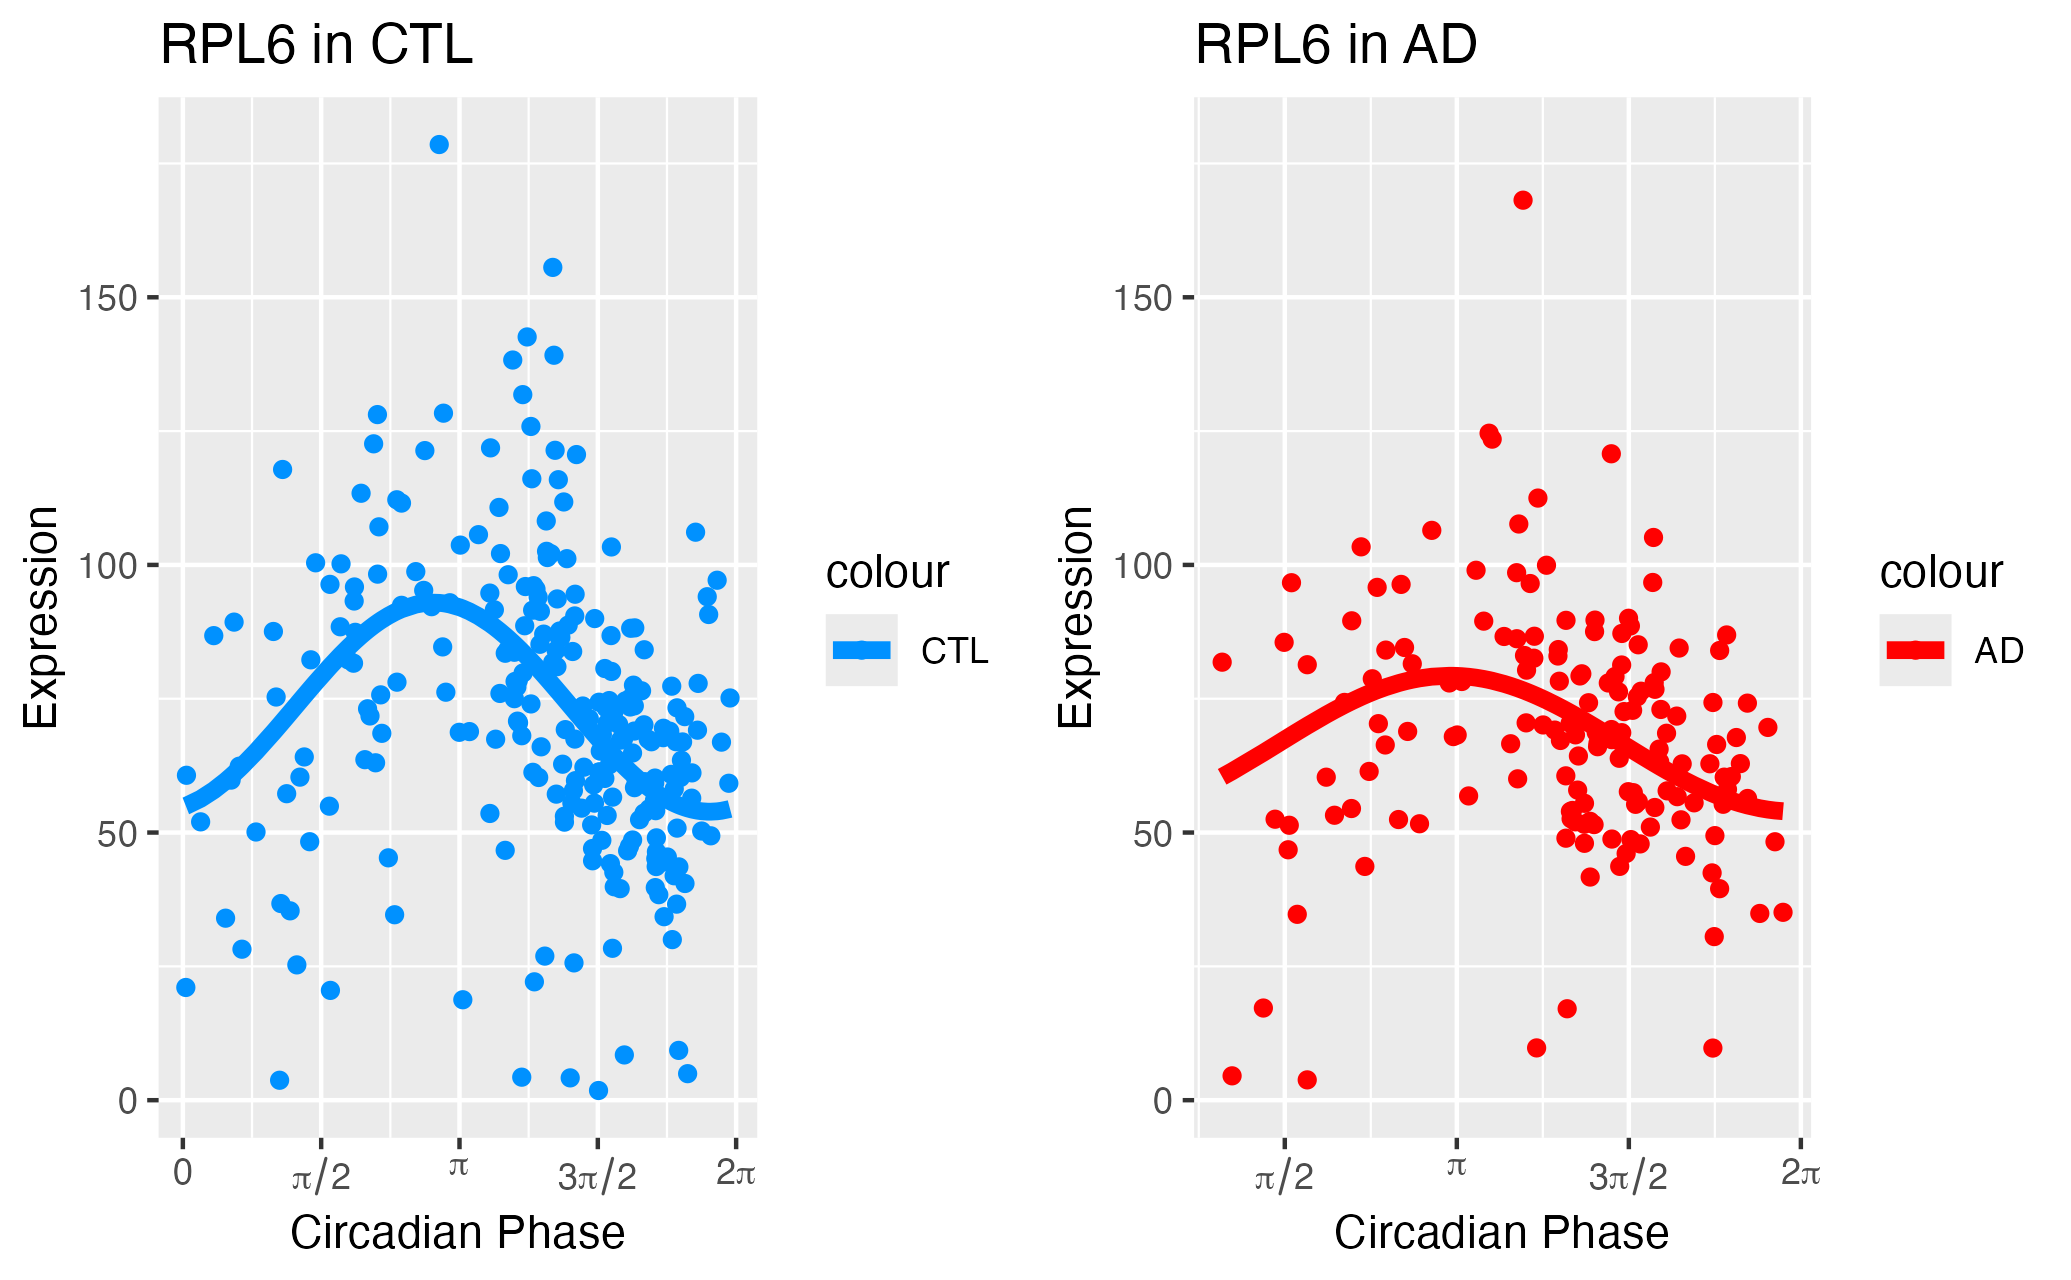 RPL6 in CTL
Expression
150
100
50
0
0 π/2 π 3π/2 2π
Circadian Phase
colour
CTL
RPL6 in AD
Expression
150
100
50
0
π/2 π 3π/2 2π
Circadian Phase
colour
AD